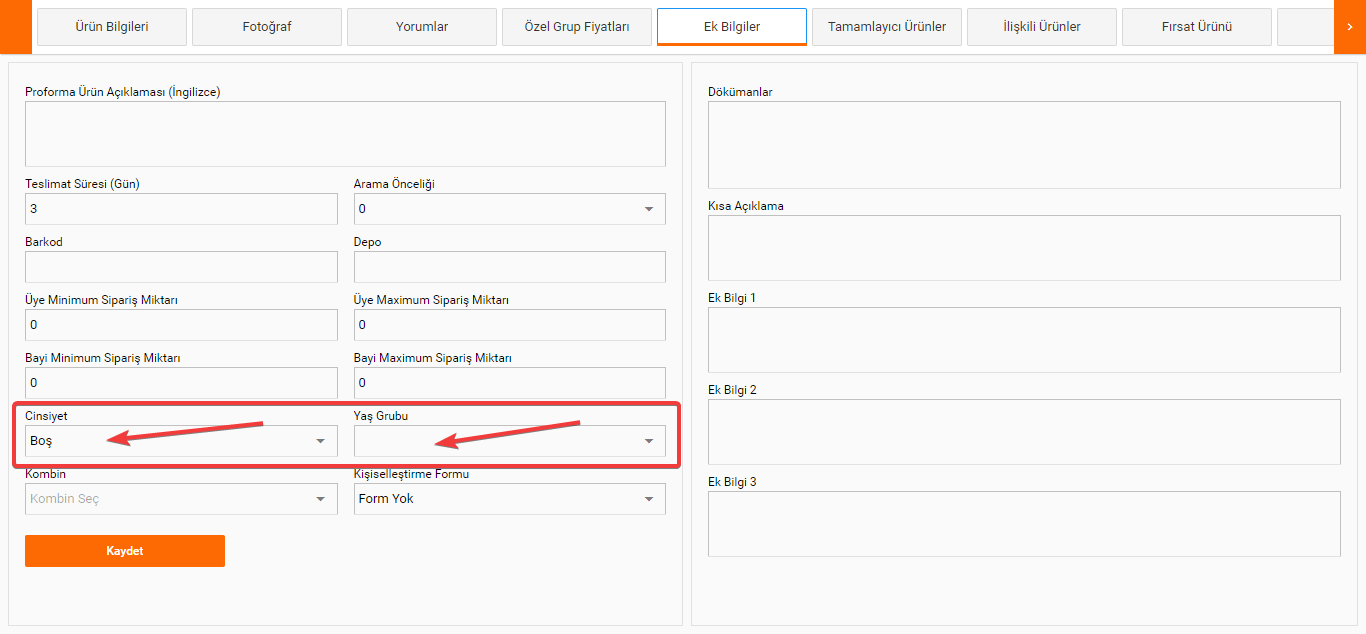 Ürün Bilgileri
Fotoğraf
Yorumlar
Özel Grup Fiyatları
Ek Bilgiler
Tamamlayıcı Ürünler
İlişkili Ürünler
Fırsat Ürünü
Proforma Ürün Açıklaması (İngilizce)
Teslimat Süresi (Gün)
Arama Önceliği
3
0
Barkod
Depo
Üye Minimum Sipariş Miktarı
Üye Maximum Sipariş Miktarı
0
0
Bayi Minimum Sipariş Miktarı
Bayi Maximum Sipariş Miktarı
0
0
Cinsiyet
Yaş Grubu
Boş
Kombin
Kişiselleştirme Formu
Kombin Seç
Form Yok
Kaydet
Dökümanlar
Kısa Açıklama
Ek Bilgi 1
Ek Bilgi 2
Ek Bilgi 3